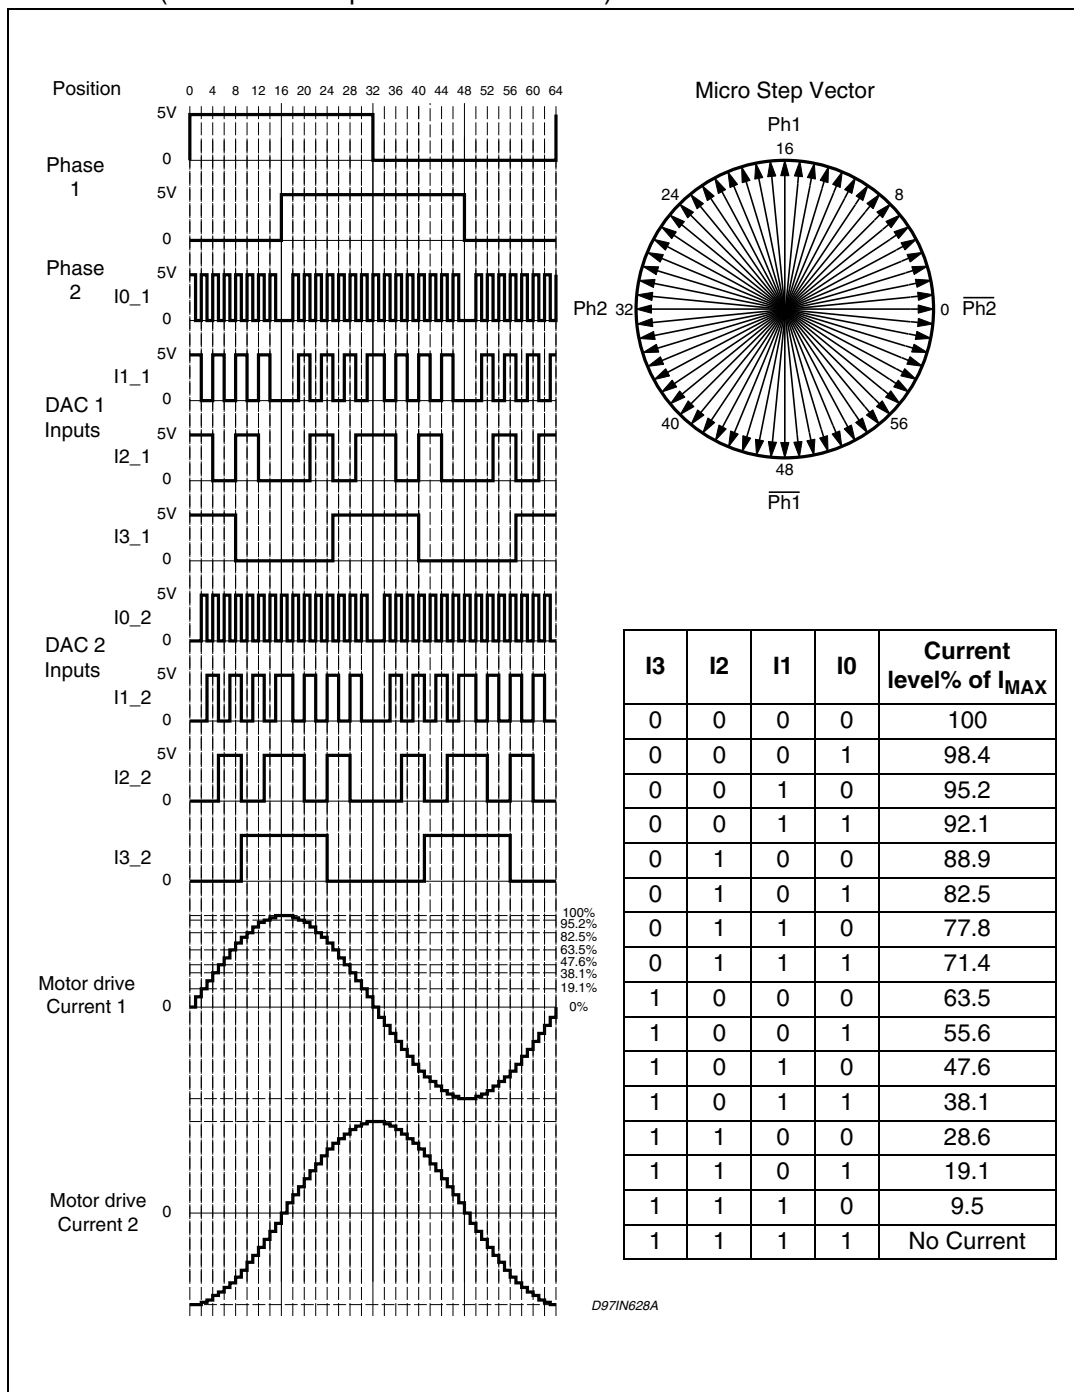 Position 0 4 8 12 16 20 24 28 32 36 40 44 48 52 56 60 64
5V
0
Phase
1
5V
0
Phase
2
I0_1
5V
0
I1_1
5V
0
DAC 1
Inputs
I2_1
5V
0
I3_1
5V
0
I0_2
5V
0
DAC 2
Inputs
I1_2
5V
0
I2_2
5V
0
I3_2
0
100%
95.2%
82.5%
63.5%
47.6%
38.1%
19.1%
0%
Motor drive
Current 1
0
Motor drive
Current 2
0
D97IN628A
Micro Step Vector
Ph1
16
24
8
Ph2 32
0 Ph2
40
56
48
Ph1
I3 I2 I1 I0 Current level% of IMAX
0 0 0 0 100
0 0 0 1 98.4
0 0 1 0 95.2
0 0 1 1 92.1
0 1 0 0 88.9
0 1 0 1 82.5
0 1 1 0 77.8
0 1 1 1 71.4
1 0 0 0 63.5
1 0 0 1 55.6
1 0 1 0 47.6
1 0 1 1 38.1
1 1 0 0 28.6
1 1 0 1 19.1
1 1 1 0 9.5
1 1 1 1 No Current